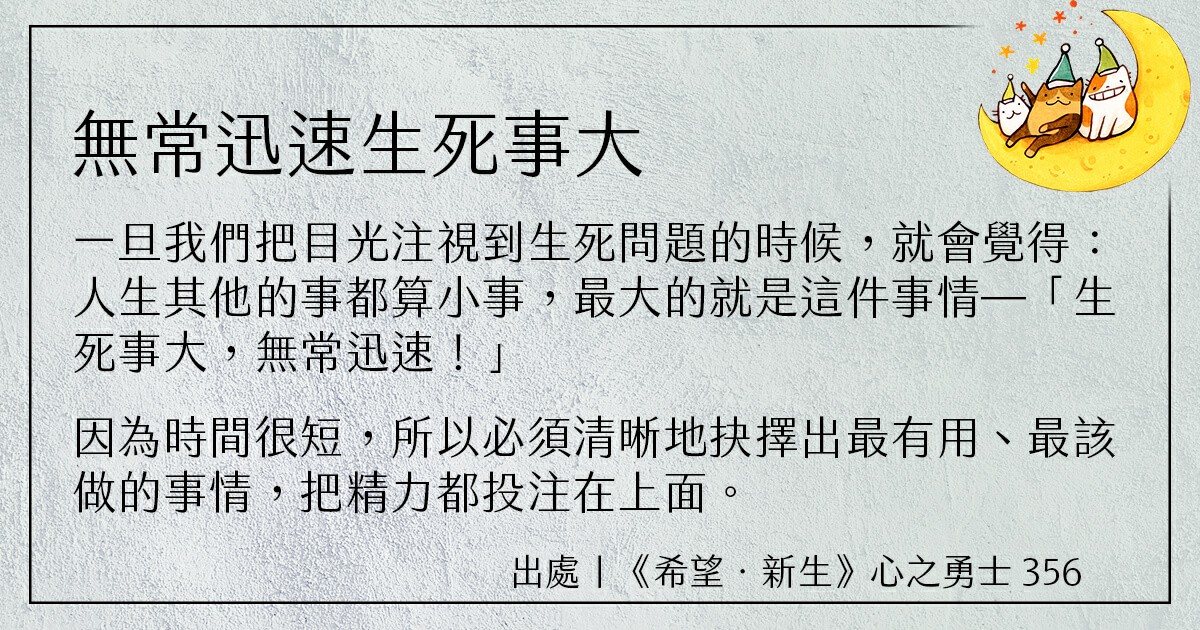 無常迅速生死事大
一旦我們把目光注視到生死問題的時候，就會覺得：
人生其他的事都算小事，最大的就是這件事情—「生
死事大，無常迅速！」
因為時間很短，所以必須清晰地抉擇出最有用、最該
做的事情，把精力都投注在上面。
出處丨《希望．新生》心之勇士 356